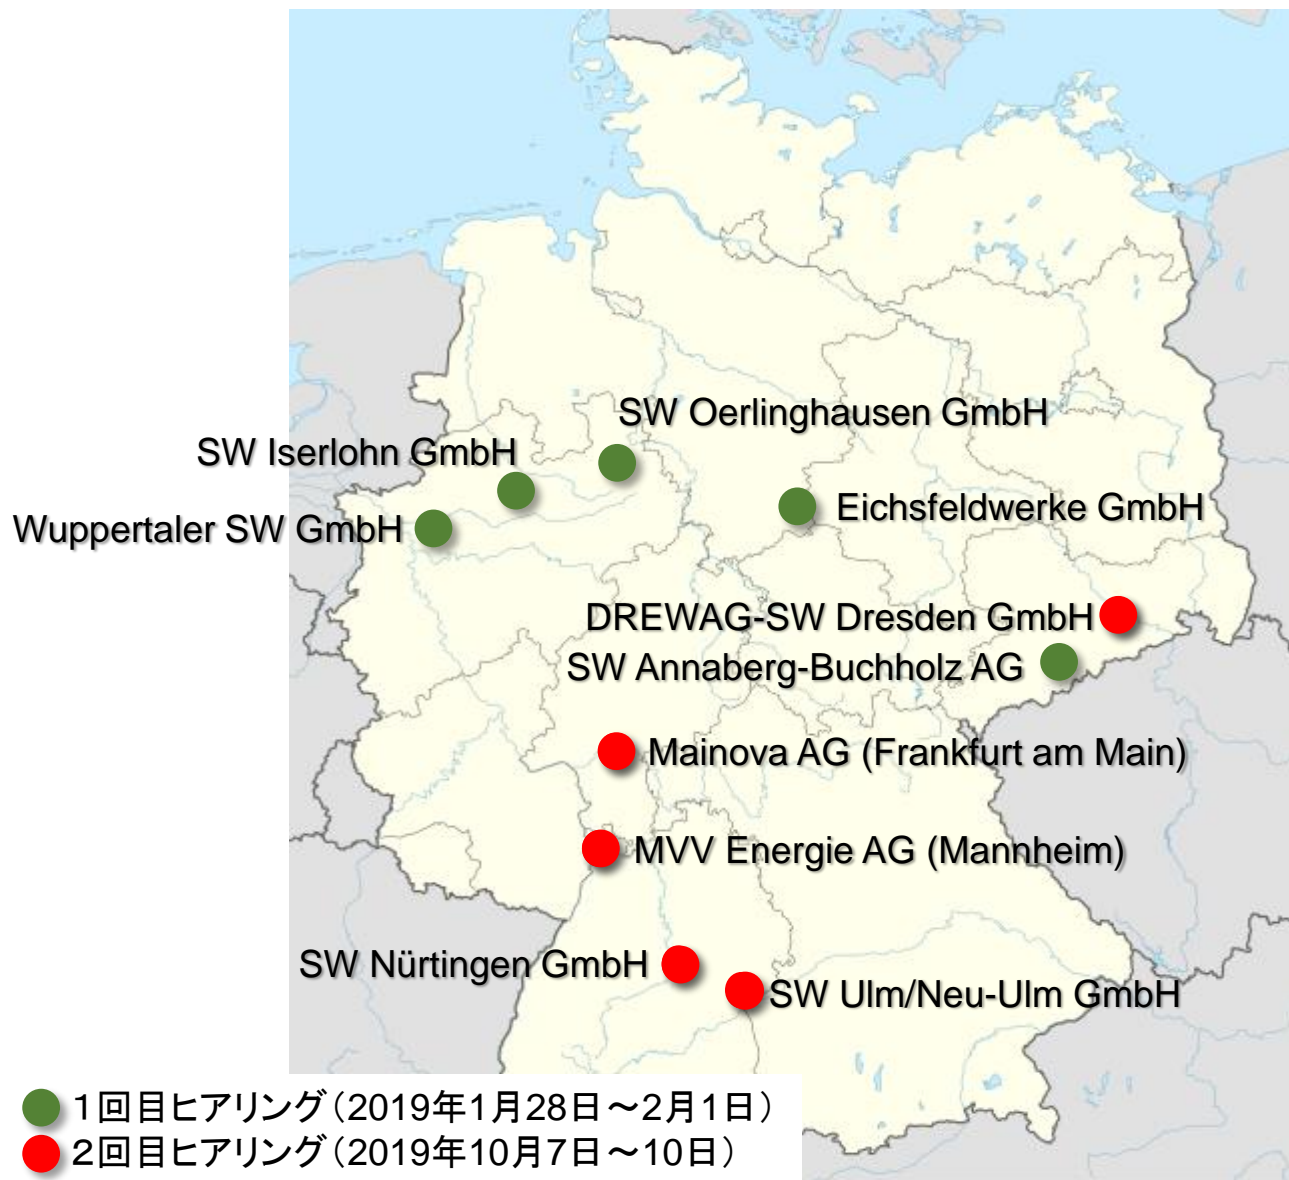 SW Oerlinghausen GmbH
SW Iserlohn GmbH
Eichsfeldwerke GmbH
Wuppertaler SW GmbH
DREWAG-SW Dresden GmbH
SW Annaberg-Buchholz AG
Mainova AG (Frankfurt am Main)
MVV Energie AG (Mannheim)
SW Nürtingen GmbH
SW Ulm/Neu-Ulm GmbH
１回目ヒアリング（2019年1月28日～2月1日）
２回目ヒアリング（2019年10月7日～10日）